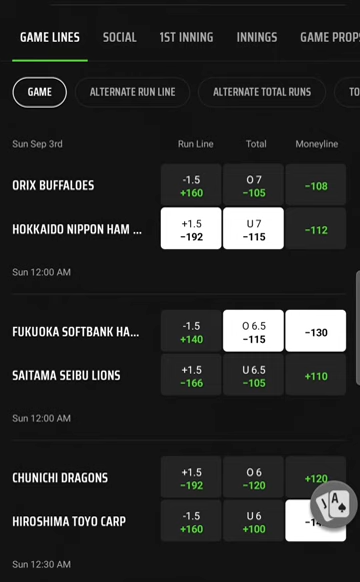 GAME LINES SOCIAL 1ST INNING INNINGS GAME PROPS
GAME ALTERNATE RUN LINE ALTERNATE TOTAL RUNS TO
Sun Sep 3rd Run Line Total Moneyline
-1.5 O 7
ORIX BUFFALOES +160 −105 −108
+1.5 U 7
HOKKAIDO NIPPON HAM ... −192 −115 −112
Sun 12:00 AM
-1.5 O 6.5
FUKUOKA SOFTBANK HA... +140 −115 −130
+1.5 U 6.5
SAITAMA SEIBU LIONS −166 −105 +110
Sun 12:00 AM
+1.5 O 6
CHUNICHI DRAGONS −192 −120 +120
-1.5 U 6
HIROSHIMA TOYO CARP +160 +100
A
Sun 12:30 AM